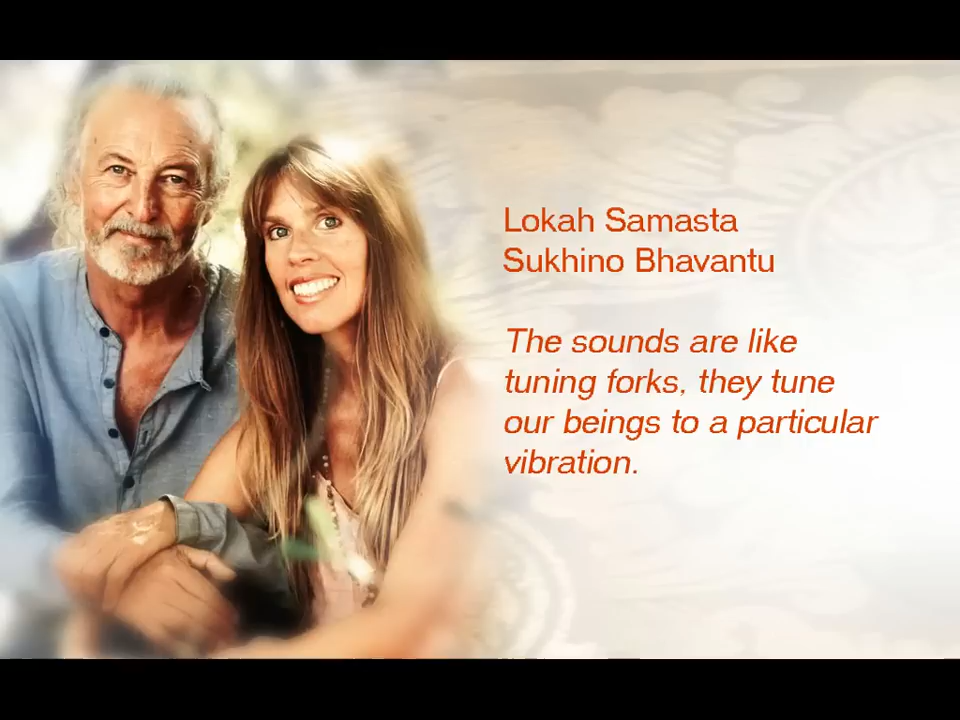 Lokah Samasta
Sukhino Bhavantu
The sounds are like
tuning forks, they tune
our beings to a particular
vibration.